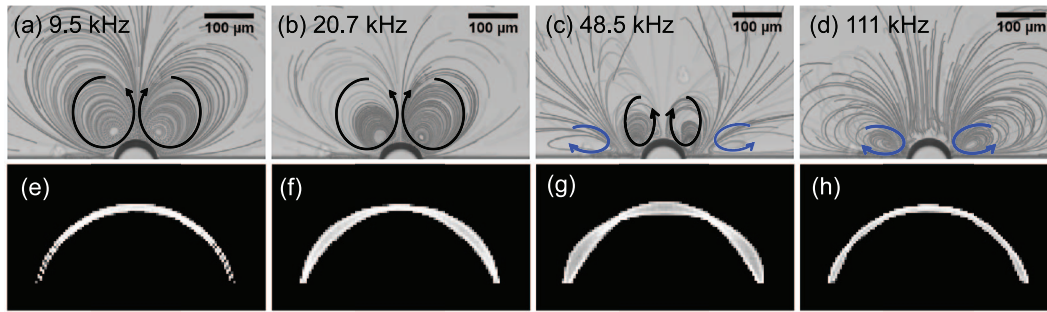 (a) 9.5 kHz
100 µm
(b) 20.7 kHz
100 µm
(c) 48.5 kHz
100 µm
(d) 111 kHz
100 µm
(e)
(f)
(g)
(h)